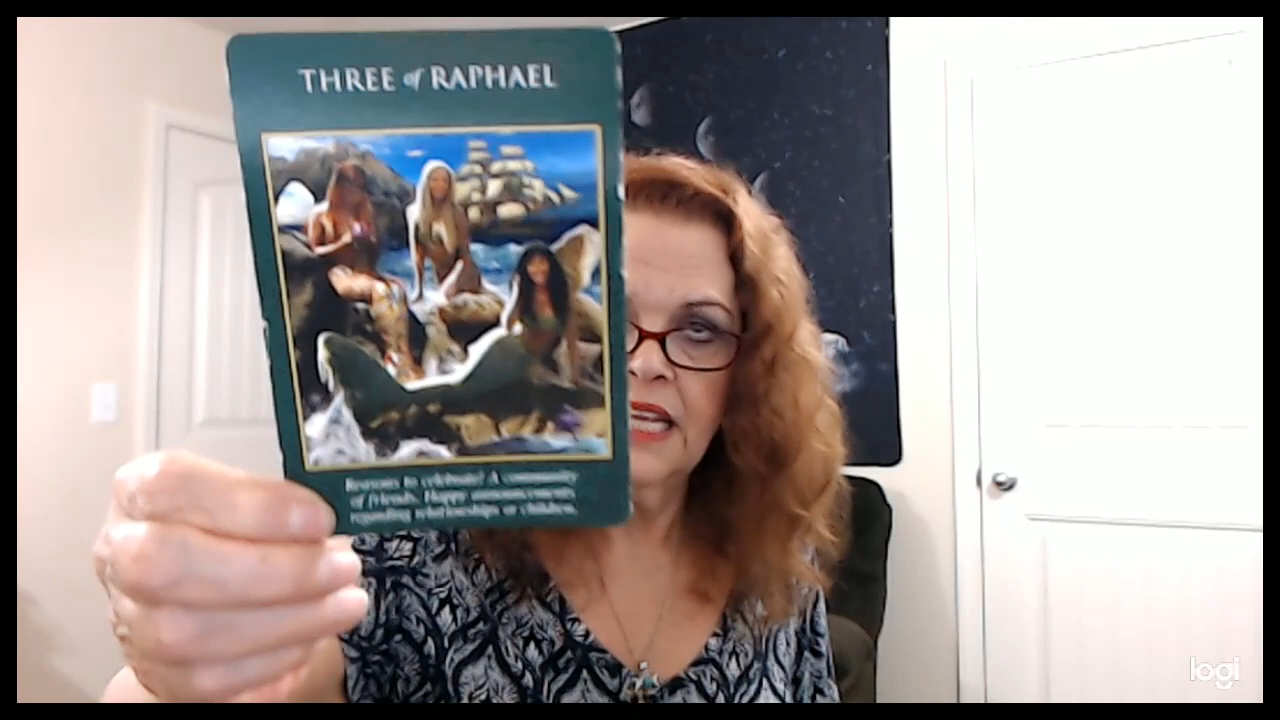 THREE of RAPHAEL
Reasons to celebrate! A community
of friends. Happy announcements
regarding relationships or children.
logi